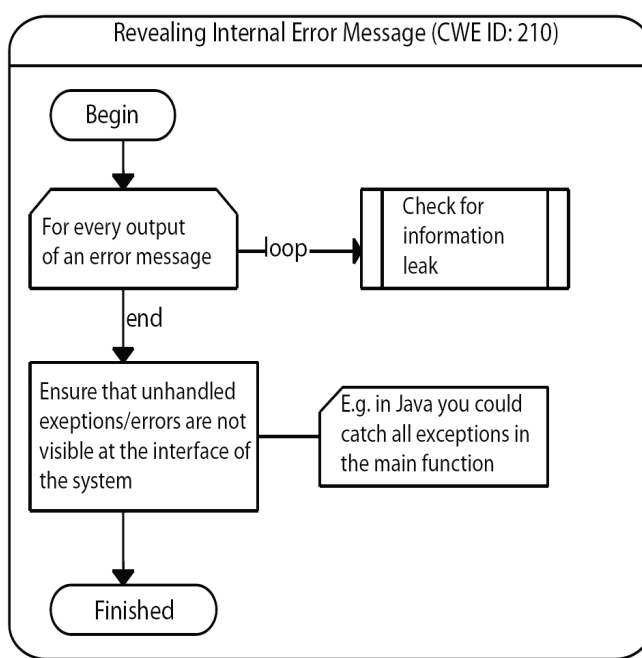 Revealing Internal Error Message (CWE ID: 210)
Begin
For every output
of an error message
loop
Check for
information
leak
end
Ensure that unhandled
exeptions/errors are not
visible at the interface of
the system
E.g. in Java you could
catch all exceptions in
the main function
Finished